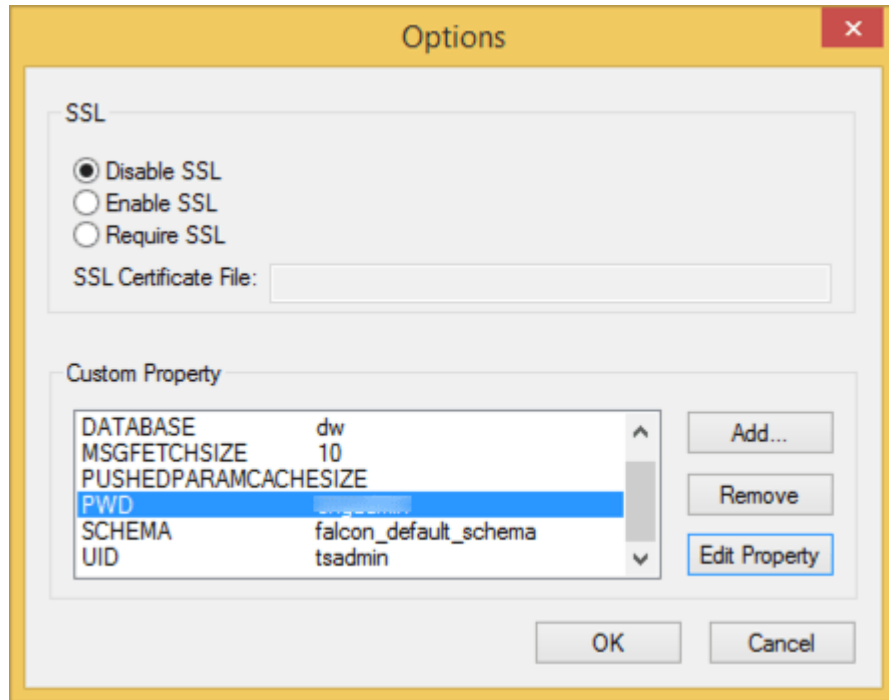 Options
SSL
Disable SSL
Enable SSL
Require SSL
SSL Certificate File:
Custom Property
DATABASE dw
MSGFETCHSIZE 10
PUSHEDPARAMCACHESIZE
PWD
SCHEMA falcon_default_schema
UID tsadmin
Add...
Remove
Edit Property
OK
Cancel